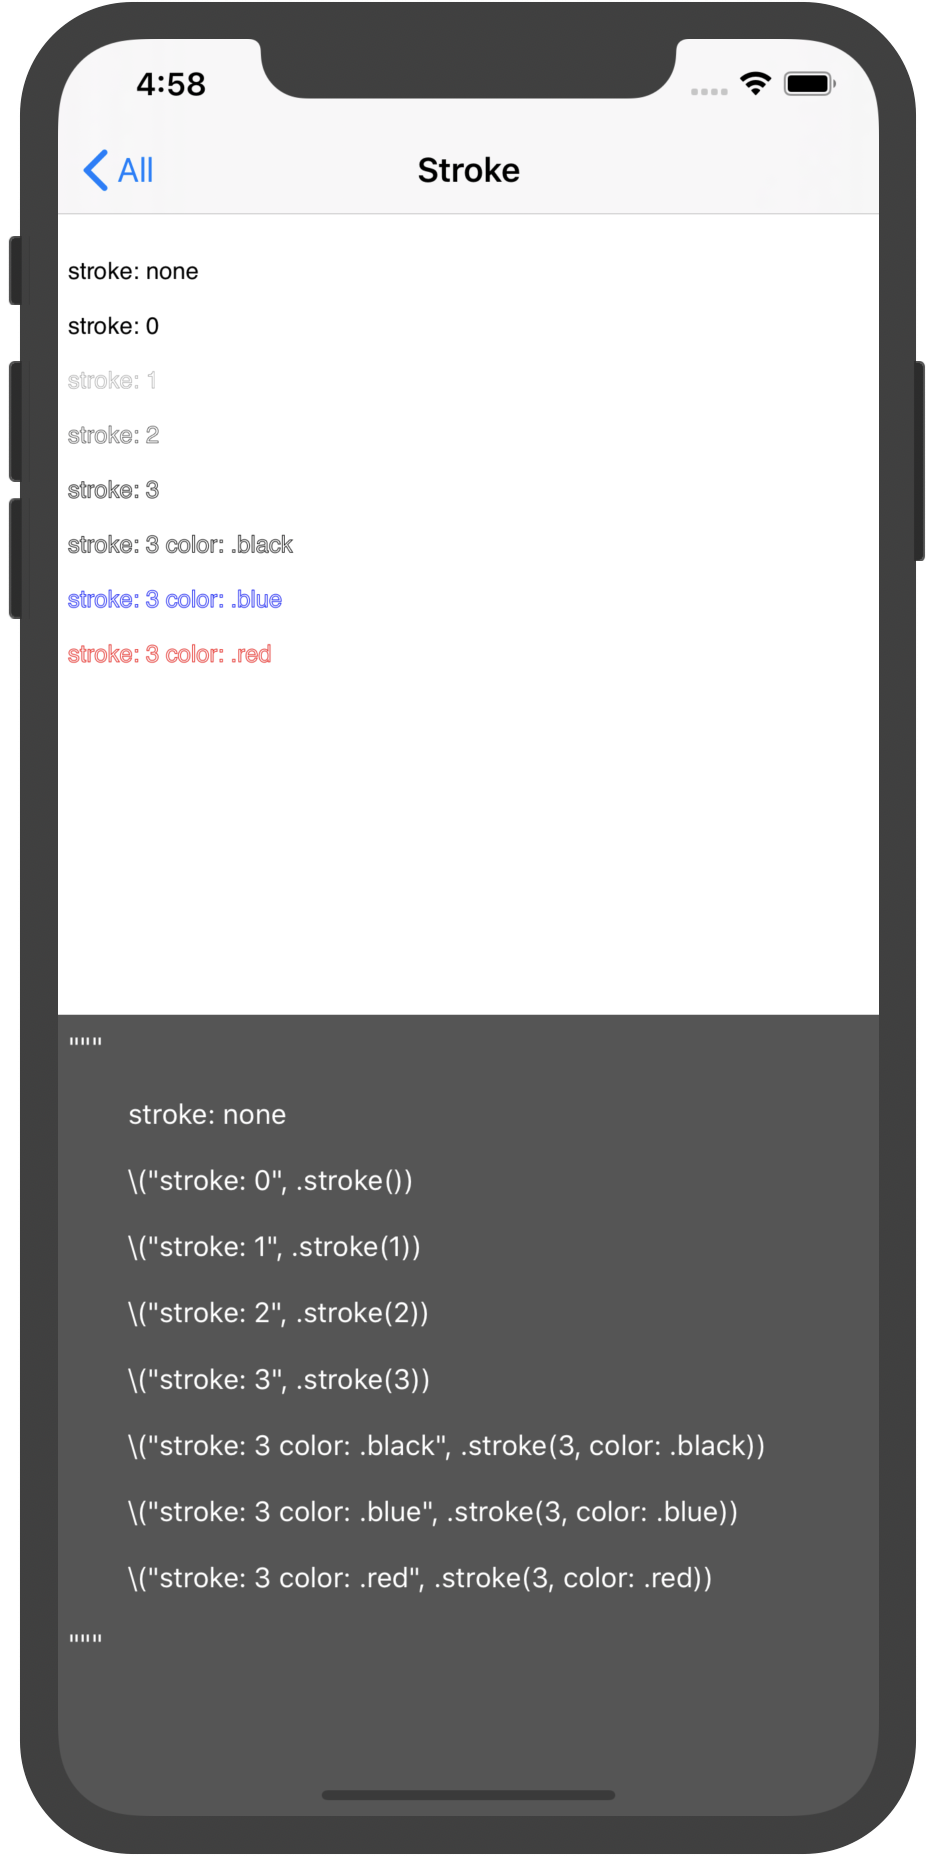 4:58
All
Stroke
stroke: none
stroke: 0
stroke: 1
stroke: 2
stroke: 3
stroke: 3 color: .black
stroke: 3 color: .blue
stroke: 3 color: .red
"""
stroke: none
\("stroke: 0", .stroke())
\("stroke: 1", .stroke(1))
\("stroke: 2", .stroke(2))
\("stroke: 3", .stroke(3))
\("stroke: 3 color: .black", .stroke(3, color: .black))
\("stroke: 3 color: .blue", .stroke(3, color: .blue))
\("stroke: 3 color: .red", .stroke(3, color: .red))
"""